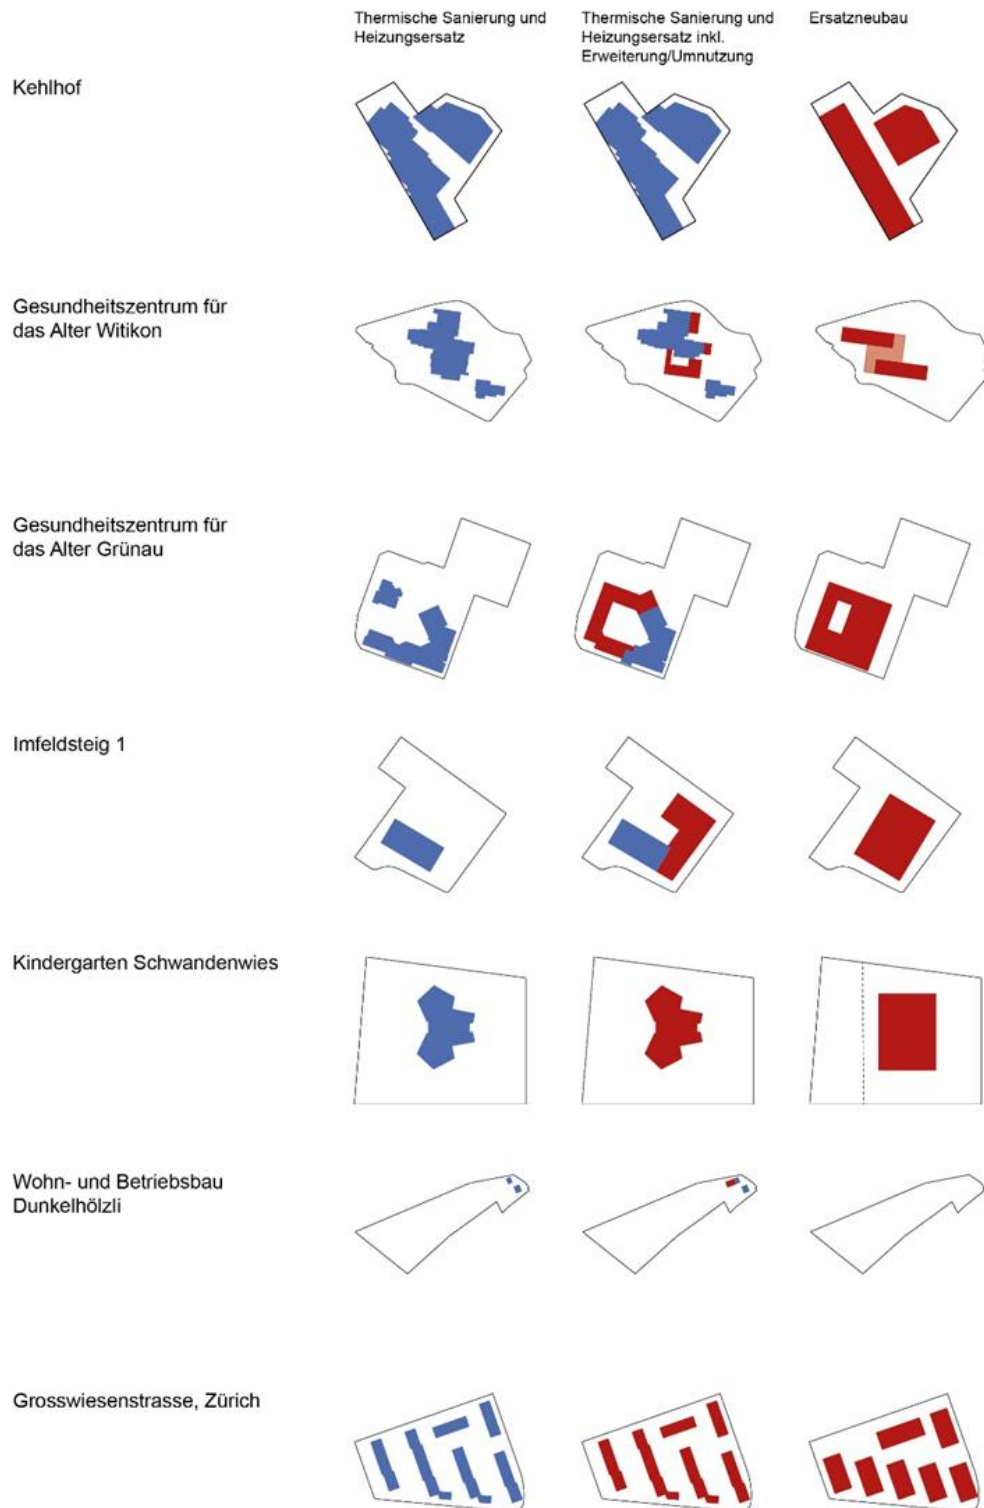 Thermische Sanierung und
Heizungsersatz
Thermische Sanierung und
Heizungsersatz inkl.
Erweiterung/Umnutzung
Ersatzneubau
Kehlhof
Gesundheitszentrum für
das Alter Witikon
Gesundheitszentrum für
das Alter Grünau
Imfeldsteig 1
Kindergarten Schwandenwies
Wohn- und Betriebsbau
Dunkelhölzli
Grosswiesenstrasse, Zürich